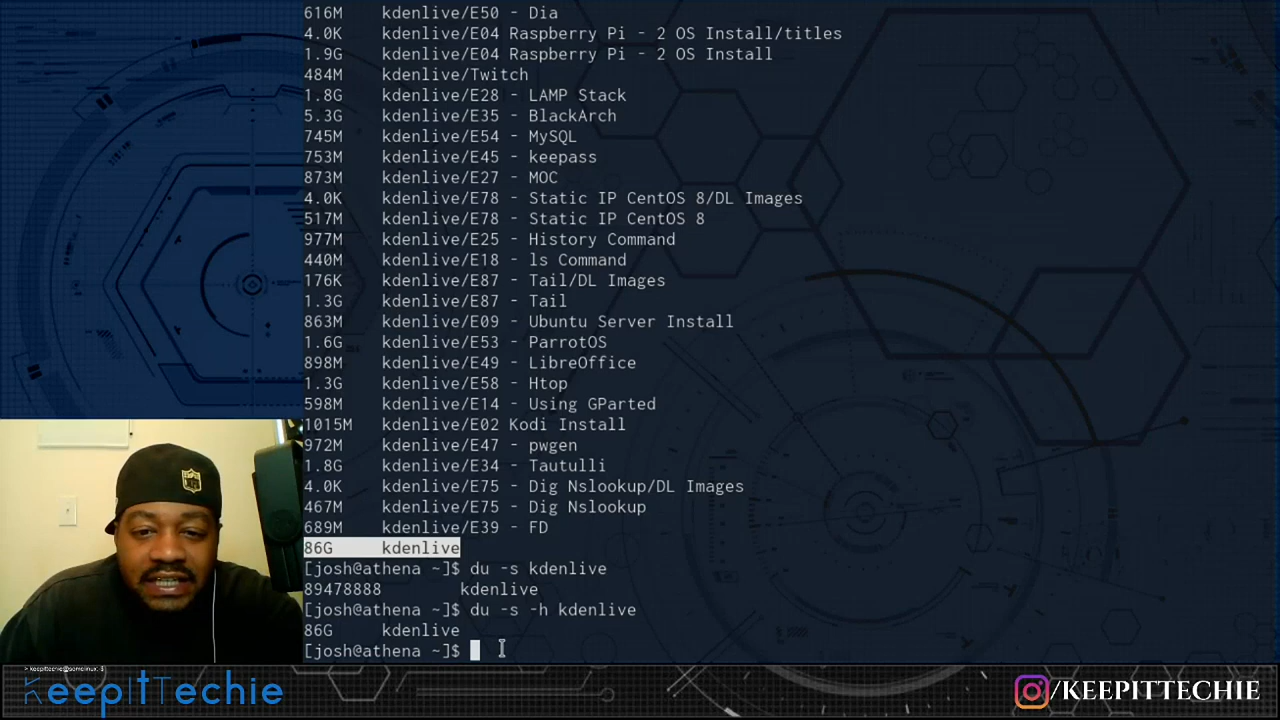 616M kdenlive/E50 - Dia
4.0K kdenlive/E04 Raspberry Pi - 2 OS Install/titles
1.9G kdenlive/E04 Raspberry Pi - 2 OS Install
484M kdenlive/Twitch
1.8G kdenlive/E28 - LAMP Stack
5.3G kdenlive/E35 - BlackArch
745M kdenlive/E54 - MySQL
753M kdenlive/E45 - keepass
873M kdenlive/E27 - MOC
4.0K kdenlive/E78 - Static IP CentOS 8/DL Images
517M kdenlive/E78 - Static IP CentOS 8
977M kdenlive/E25 - History Command
440M kdenlive/E18 - ls Command
176K kdenlive/E87 - Tail/DL Images
1.3G kdenlive/E87 - Tail
863M kdenlive/E09 - Ubuntu Server Install
1.6G kdenlive/E53 - ParrotOS
898M kdenlive/E49 - LibreOffice
1.3G kdenlive/E58 - Htop
598M kdenlive/E14 - Using GParted
1015M kdenlive/E02 Kodi Install
972M kdenlive/E47 - pwgen
1.8G kdenlive/E34 - Tautulli
4.0K kdenlive/E75 - Dig Nslookup/DL Images
467M kdenlive/E75 - Dig Nslookup
689M kdenlive/E39 - FD
86G kdenlive
[josh@athena ~]$ du -s kdenlive
89478888 kdenlive
[josh@athena ~]$ du -s -h kdenlive
86G kdenlive
[josh@athena ~]$
> keepittechie@somelinux: $|
KeepItTechie
/KEEPITTECHIE